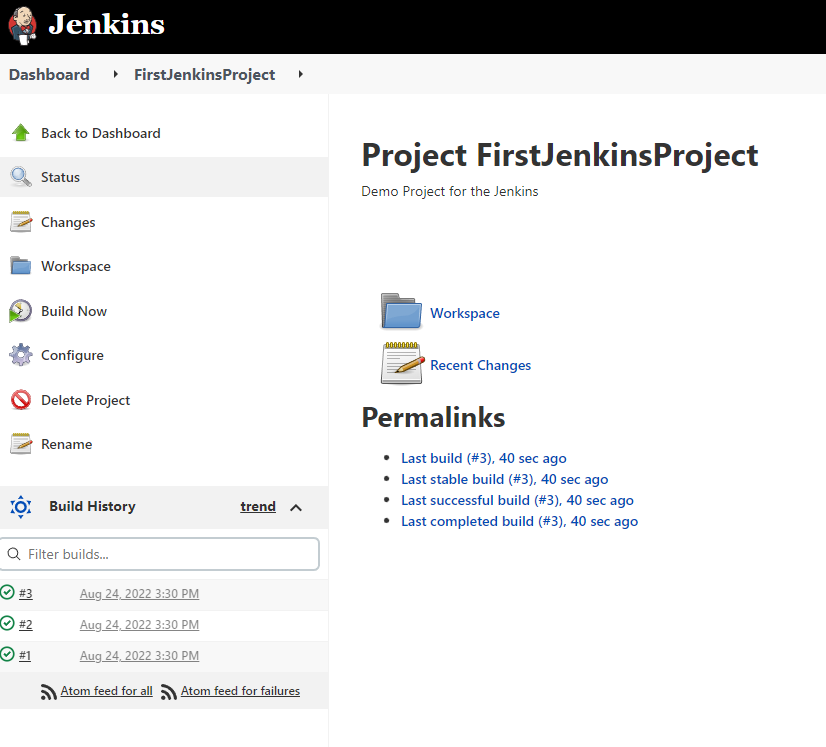 Jenkins
Dashboard FirstJenkinsProject
Back to Dashboard
Status
Changes
Workspace
Build Now
Configure
Delete Project
Rename
Build History trend
Filter builds...
#3 Aug 24, 2022 3:30 PM
#2 Aug 24, 2022 3:30 PM
#1 Aug 24, 2022 3:30 PM
Atom feed for all Atom feed for failures
Project FirstJenkinsProject
Demo Project for the Jenkins
Workspace
Recent Changes
Permalinks
Last build (#3), 40 sec ago
Last stable build (#3), 40 sec ago
Last successful build (#3), 40 sec ago
Last completed build (#3), 40 sec ago